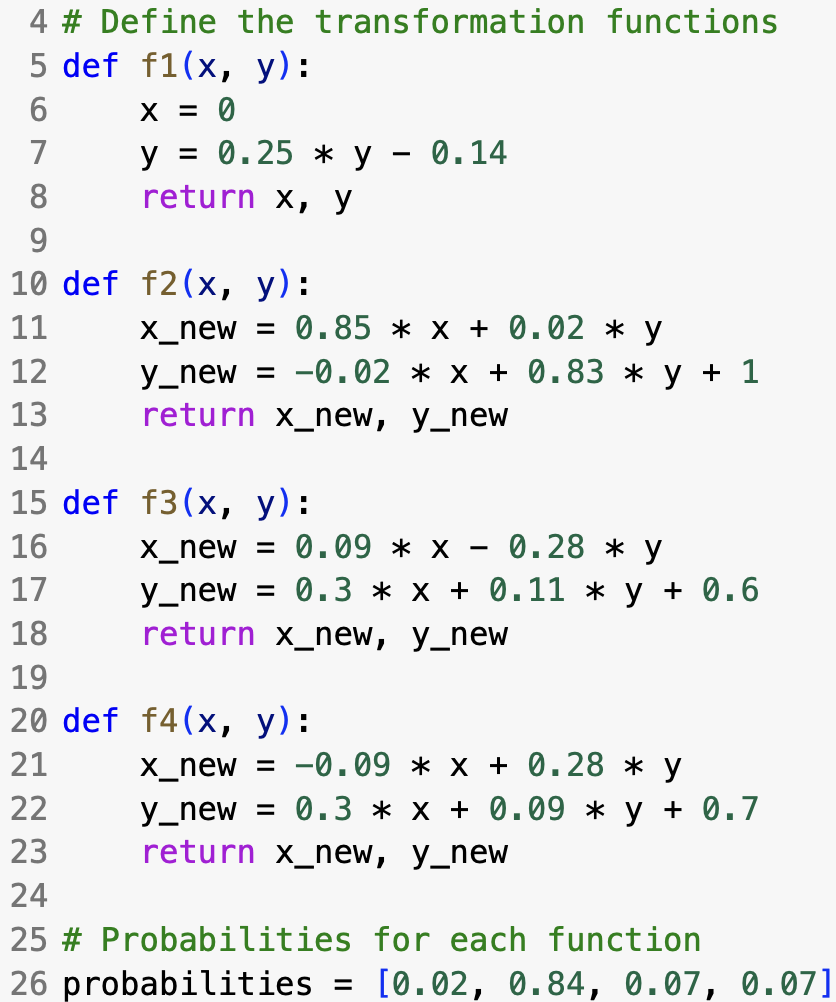 4 # Define the transformation functions
5 def f1(x, y):
6     x = 0
7     y = 0.25 * y - 0.14
8     return x, y
9
10 def f2(x, y):
11     x_new = 0.85 * x + 0.02 * y
12     y_new = -0.02 * x + 0.83 * y + 1
13     return x_new, y_new
14
15 def f3(x, y):
16     x_new = 0.09 * x - 0.28 * y
17     y_new = 0.3 * x + 0.11 * y + 0.6
18     return x_new, y_new
19
20 def f4(x, y):
21     x_new = -0.09 * x + 0.28 * y
22     y_new = 0.3 * x + 0.09 * y + 0.7
23     return x_new, y_new
24
25 # Probabilities for each function
26 probabilities = [0.02, 0.84, 0.07, 0.07]